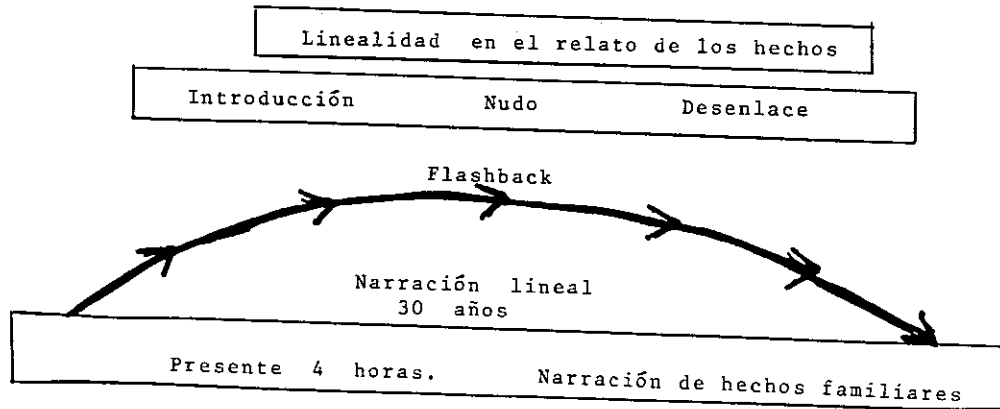 Linealidad en el relato de los hechos
Introducción Nudo Desenlace
Flashback
Narración lineal
30 años
Presente 4 horas. Narración de hechos familiares